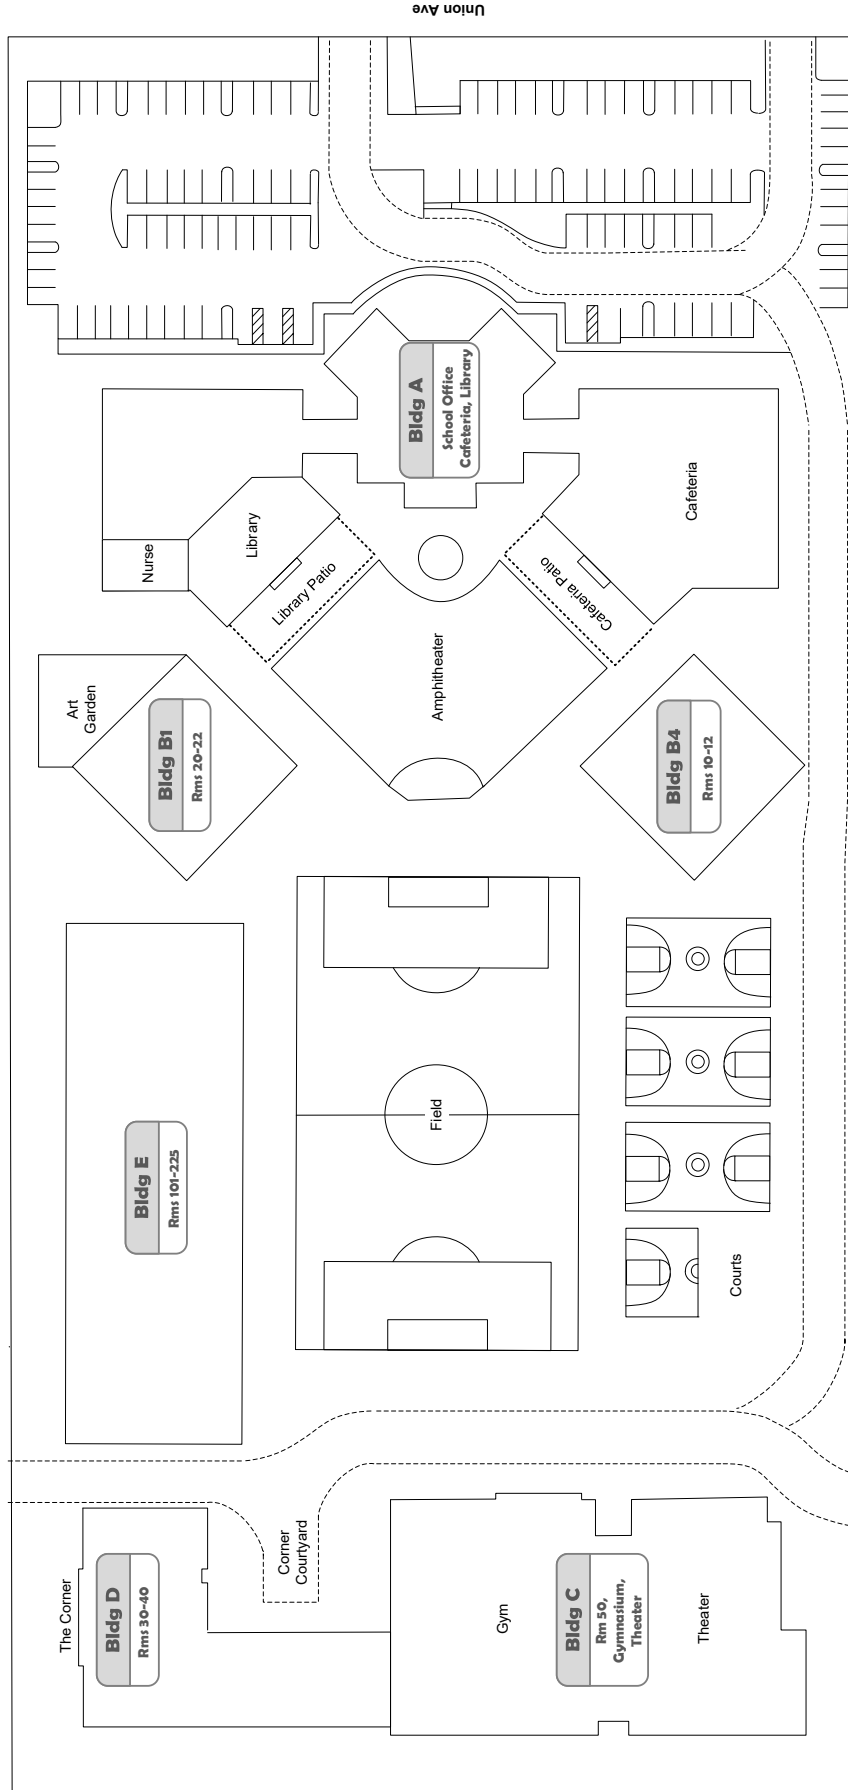 Union Ave
Bldg A
School Office
Cafeteria, Library
Nurse
Library
Library Patio
Cafeteria
Cafeteria Patio
Amphitheater
Art
Garden
Bldg B1
Rms 20-22
Bldg B4
Rms 10-12
Bldg E
Rms 101-225
Field
Courts
Corner
Courtyard
The Corner
Bldg D
Rms 30-40
Gym
Bldg C
Rm 50,
Gymnasium,
Theater
Theater